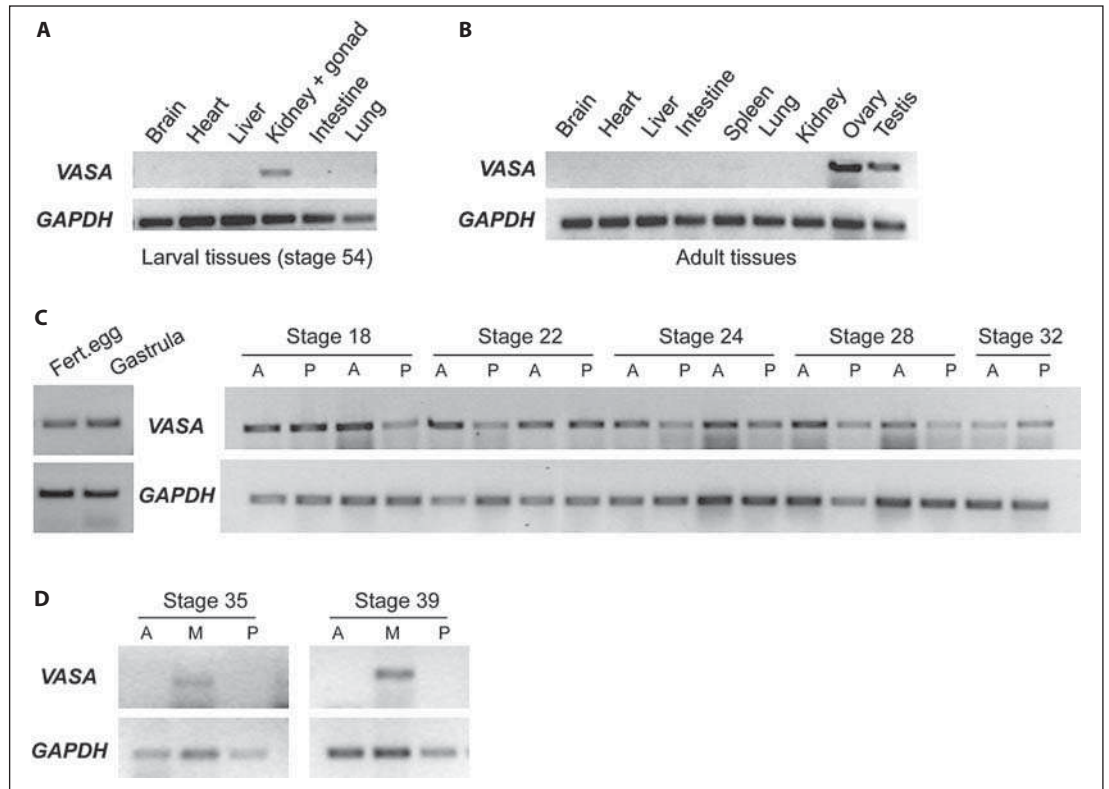 A
Brain Heart Liver Kidney + gonad Intestine Lung
VASA
GAPDH
Larval tissues (stage 54)
B
Brain Heart Liver Intestine Spleen Lung Kidney Ovary Testis
VASA
GAPDH
Adult tissues
C
Fert.egg Gastrula
Stage 18 Stage 22 Stage 24 Stage 28 Stage 32
A P A P A P A P A P A P A P A P A P
VASA
GAPDH
D
Stage 35 Stage 39
A M P A M P
VASA
GAPDH